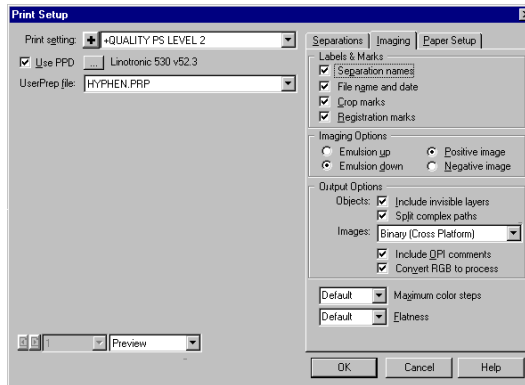 Print Setup
Print setting: +QUALITY PS LEVEL 2
Use PPD ... Linotronic 530 v52.3
UserPrep file: HYPHEN.PRP
1 Preview
Separations Imaging Paper Setup
Labels & Marks
Separation names
File name and date
Crop marks
Registration marks
Imaging Options
Emulsion up Positive image
Emulsion down Negative image
Output Options
Objects: Include invisible layers
Split complex paths
Images: Binary (Cross Platform)
Include OPI comments
Convert RGB to process
Default Maximum color steps
Default Flatness
OK Cancel Help